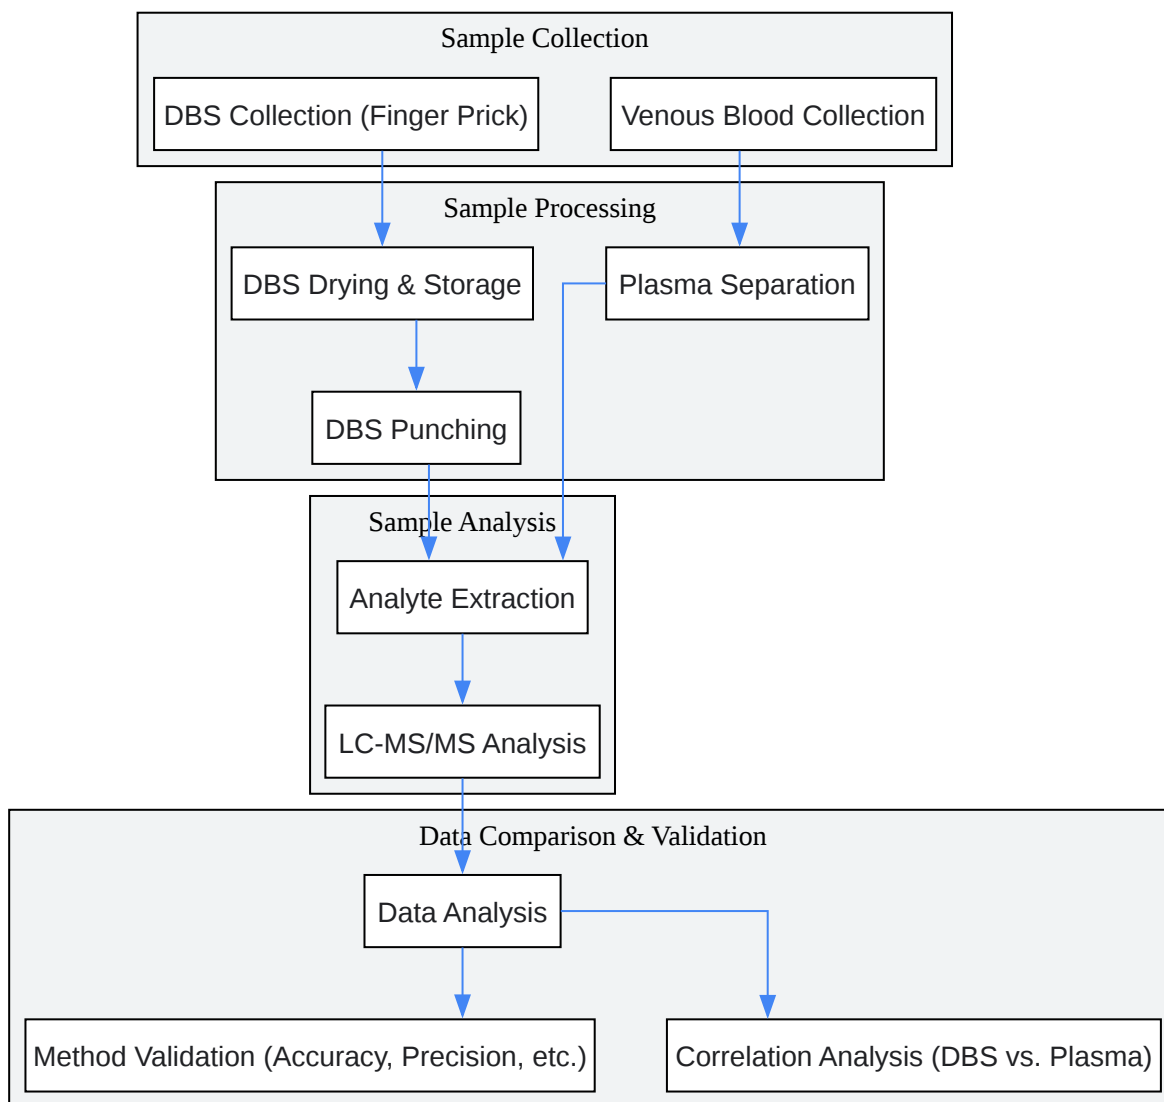 Sample Collection
DBS Collection (Finger Prick)
Venous Blood Collection
Sample Processing
DBS Drying & Storage
Plasma Separation
DBS Punching
Sample Analysis
Analyte Extraction
LC-MS/MS Analysis
Data Comparison & Validation
Data Analysis
Method Validation (Accuracy, Precision, etc.)
Correlation Analysis (DBS vs. Plasma)